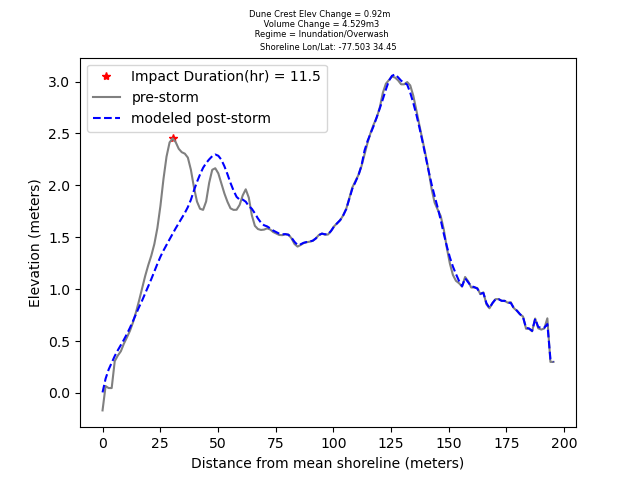 Dune Crest Elev Change = 0.92m
Volume Change = 4.529m3
Regime = Inundation/Overwash
Shoreline Lon/Lat: -77.503 34.45
Impact Duration(hr) = 11.5
pre-storm
modeled post-storm
3.0
2.5
2.0
1.5
1.0
0.5
0.0
Elevation (meters)
0 25 50 75 100 125 150 175 200
Distance from mean shoreline (meters)